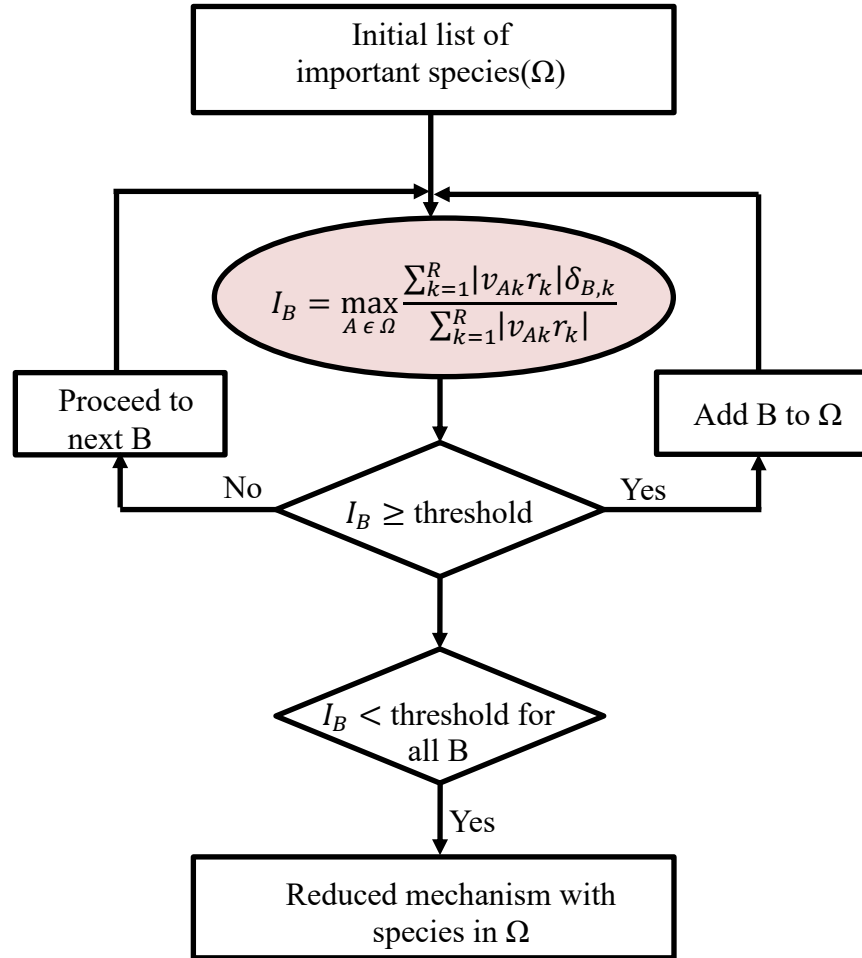 Initial list of
important species(Ω)
I_B = max_{A ϵ Ω} \frac{∑_{k=1}^{R}|v_{Ak}r_k|δ_{B,k}}{∑_{k=1}^{R}|v_{Ak}r_k|}
Proceed to
next B
Add B to Ω
No
Yes
I_B ≥ threshold
I_B < threshold for
all B
Yes
Reduced mechanism with
species in Ω